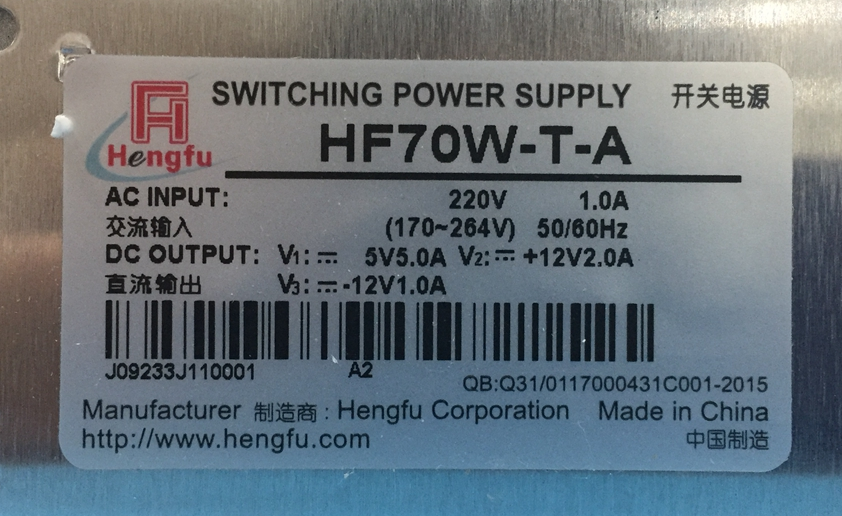 Hengfu
SWITCHING POWER SUPPLY 开关电源
HF70W-T-A
AC INPUT: 220V 1.0A
交流输入 (170~264V) 50/60Hz
DC OUTPUT: V1:⎓ 5V5.0A V2:⎓ +12V2.0A
直流输出 V3:⎓ -12V1.0A
J09233J110001 A2
QB:Q31/0117000431C001-2015
Manufacturer 制造商: Hengfu Corporation Made in China
http://www.hengfu.com 中国制造